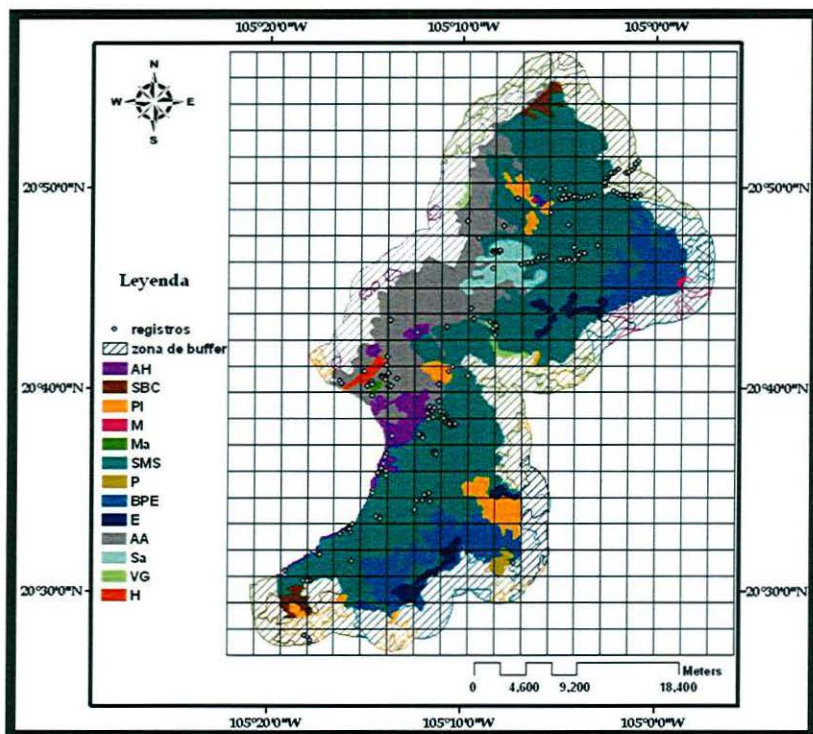 105°20'0"W 105°10'0"W 105°0'0"W
N
W E
S
20°50'0"N 20°50'0"N
Leyenda
registros
zona de buffer
AH
SBC
PI
M
Ma
SMS
P
BPE
E
AA
Sa
VG
H
20°40'0"N 20°40'0"N
20°30'0"N 20°30'0"N
Meters
0 4,600 9,200 18,400
105°20'0"W 105°10'0"W 105°0'0"W